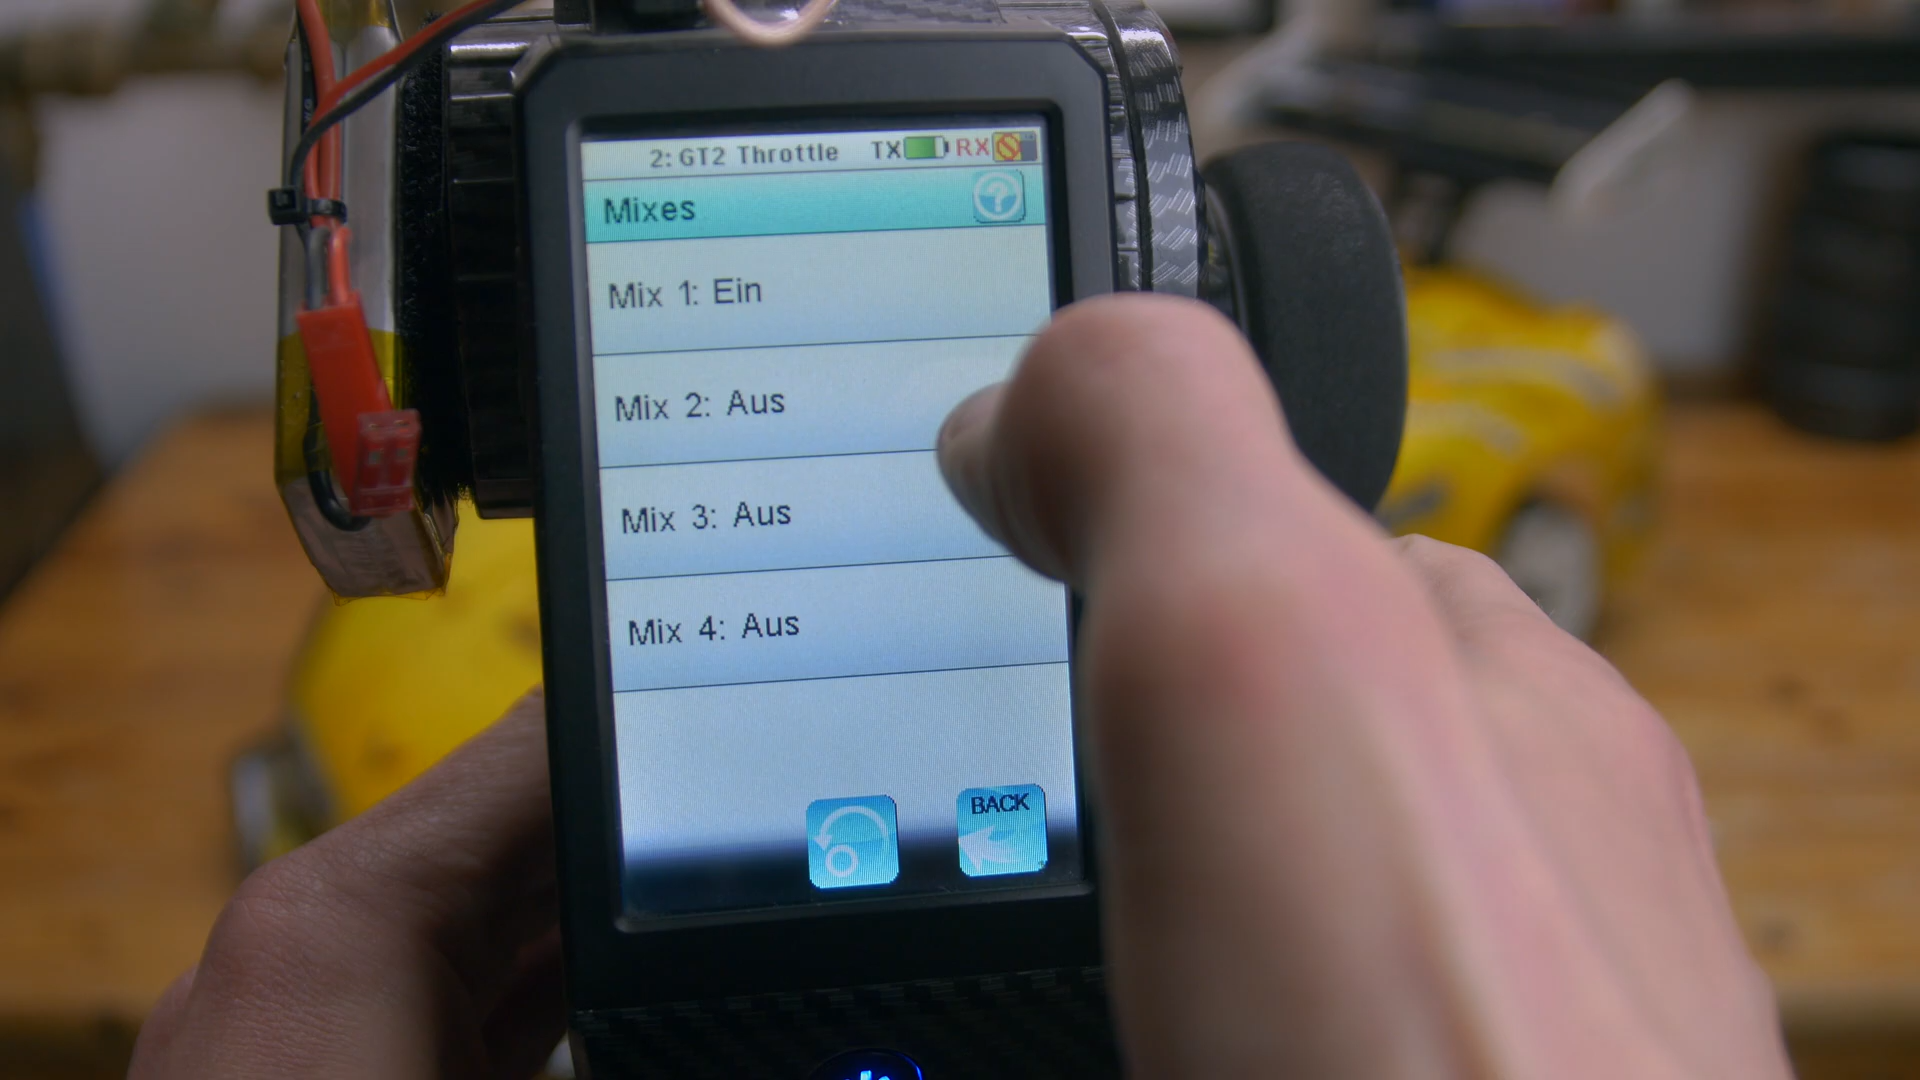 2: GT2 Throttle TX RX
Mixes
Mix 1: Ein
Mix 2: Aus
Mix 3: Aus
Mix 4: Aus
BACK